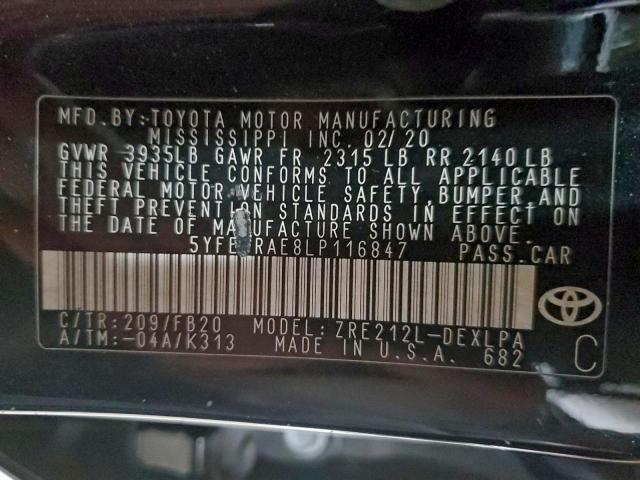 MFD.BY:TOYOTA MOTOR MANUFACTURING
MISSISSIPPI INC. 02/20
GVWR 3935LB GAWR FR 2315 LB RR 2140 LB
THIS VEHICLE CONFORMS TO ALL APPLICABLE
FEDERAL MOTOR VEHICLE SAFETY,BUMPER,AND
THEFT PREVENTION STANDARDS IN EFFECT ON
THE DATE OF MANUFACTURE SHOWN ABOVE.
PASS.CAR
C/TR:209/FB20 MODEL:ZRE212L-DEXLPA
A/TM:-04A/K313 MADE IN U.S.A. 682
C